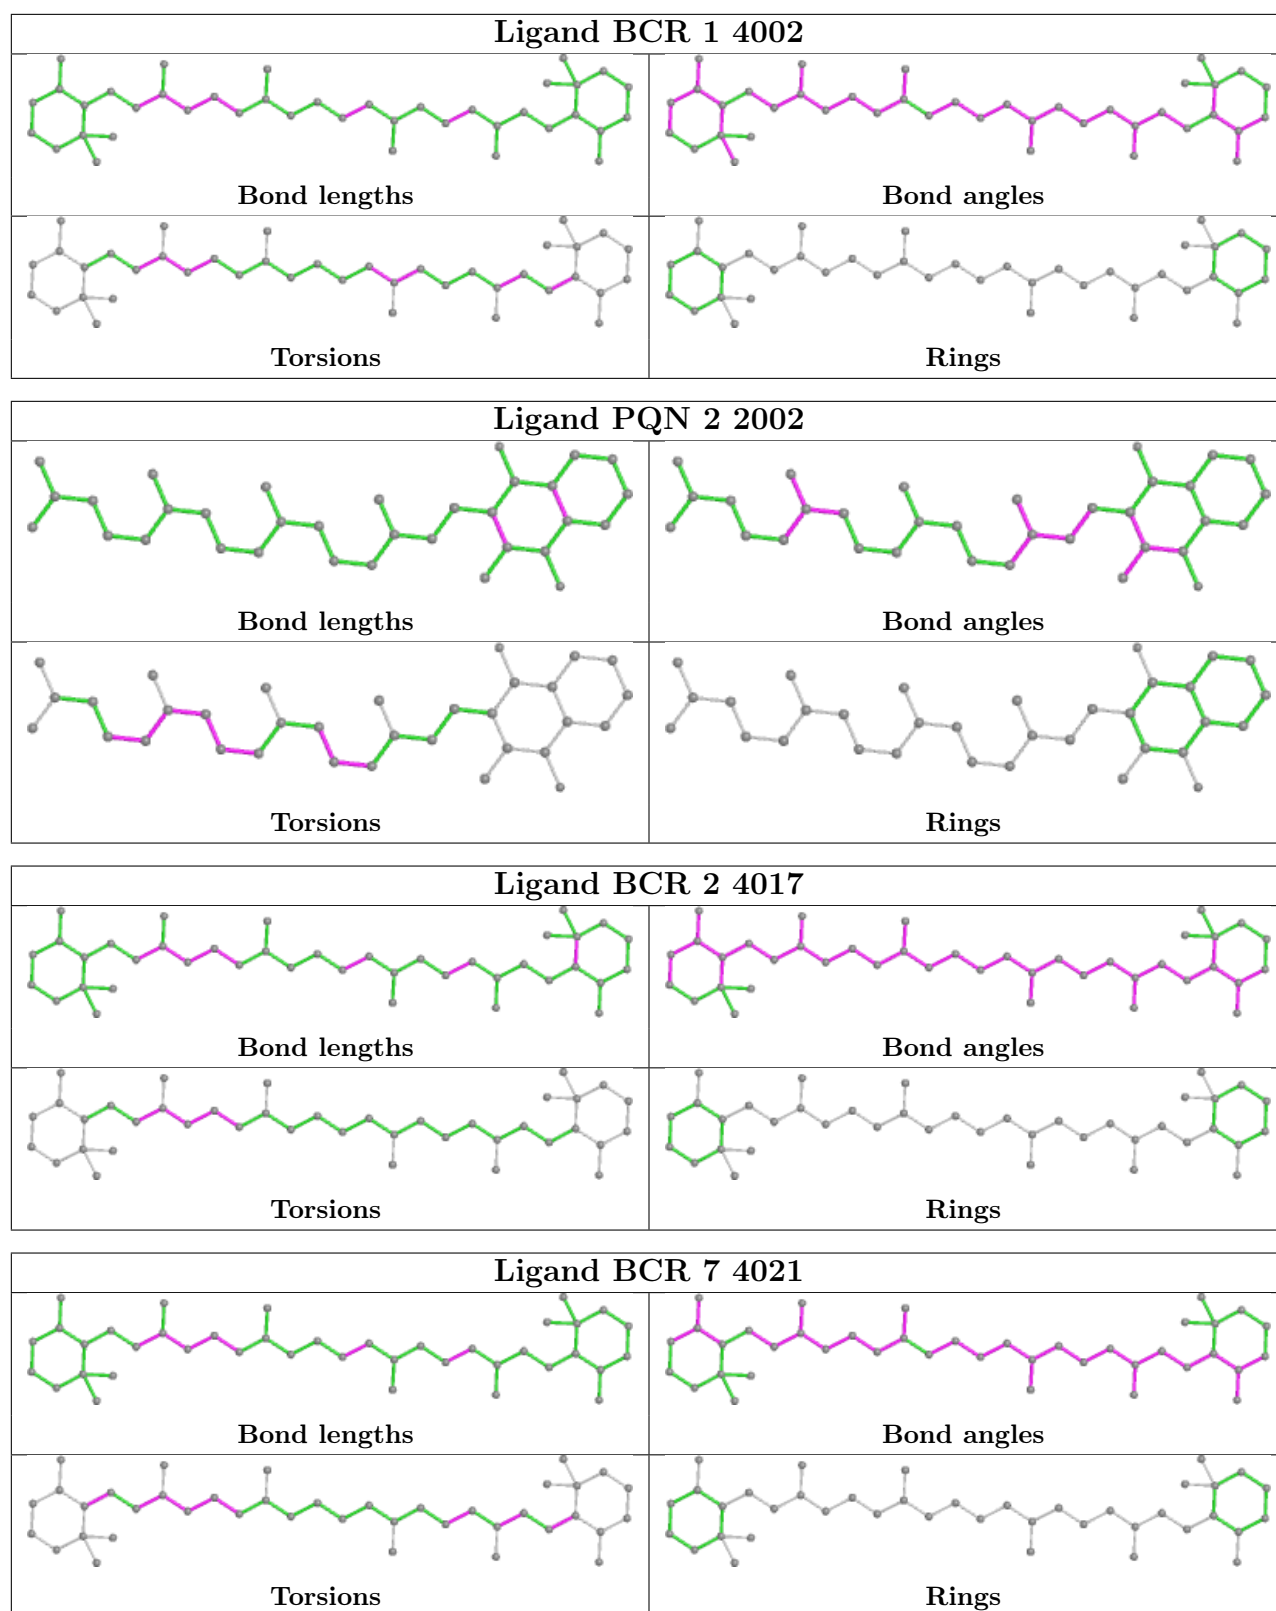 Ligand BCR 1 4002
Bond lengths
Bond angles
Torsions
Rings
Ligand PQN 2 2002
Bond lengths
Bond angles
Torsions
Rings
Ligand BCR 2 4017
Bond lengths
Bond angles
Torsions
Rings
Ligand BCR 7 4021
Bond lengths
Bond angles
Torsions
Rings